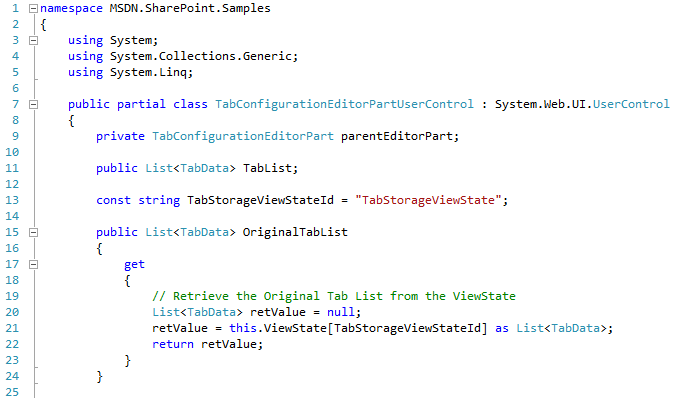 1 namespace MSDN.SharePoint.Samples
2 {
3     using System;
4     using System.Collections.Generic;
5     using System.Linq;
6
7     public partial class TabConfigurationEditorPartUserControl : System.Web.UI.UserControl
8     {
9         private TabConfigurationEditorPart parentEditorPart;
10
11         public List<TabData> TabList;
12
13         const string TabStorageViewStateId = "TabStorageViewState";
14
15         public List<TabData> OriginalTabList
16         {
17             get
18             {
19                 // Retrieve the Original Tab List from the ViewState
20                 List<TabData> retValue = null;
21                 retValue = this.ViewState[TabStorageViewStateId] as List<TabData>;
22                 return retValue;
23             }
24         }
25